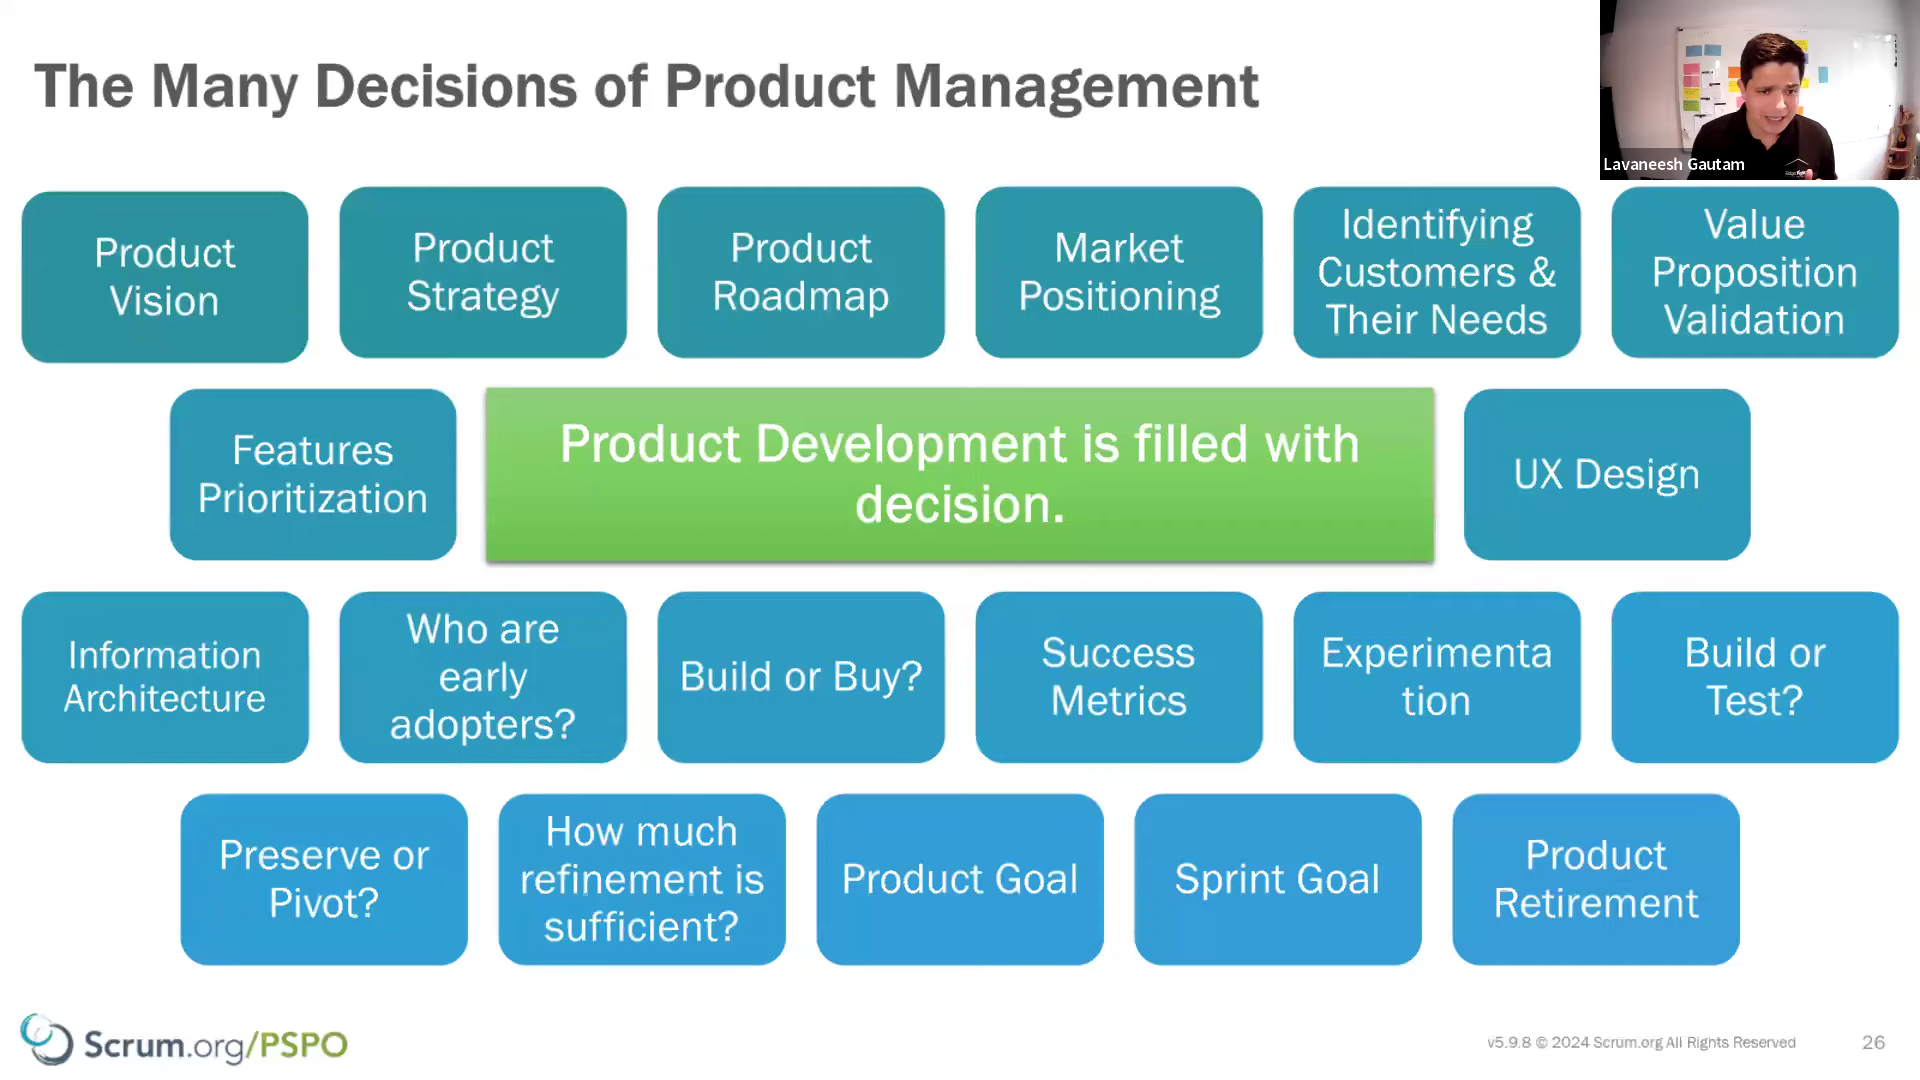 The Many Decisions of Product Management
Lavaneesh Gautam
Product
Vision
Product
Strategy
Product
Roadmap
Market
Positioning
Identifying
Customers &
Their Needs
Value
Proposition
Validation
Features
Prioritization
Product Development is filled with
decision.
UX Design
Information
Architecture
Who are
early
adopters?
Build or Buy?
Success
Metrics
Experimenta
tion
Build or
Test?
Preserve or
Pivot?
How much
refinement is
sufficient?
Product Goal
Sprint Goal
Product
Retirement
Scrum.org/PSPO
v5.9.8 © 2024 Scrum.org All Rights Reserved
26